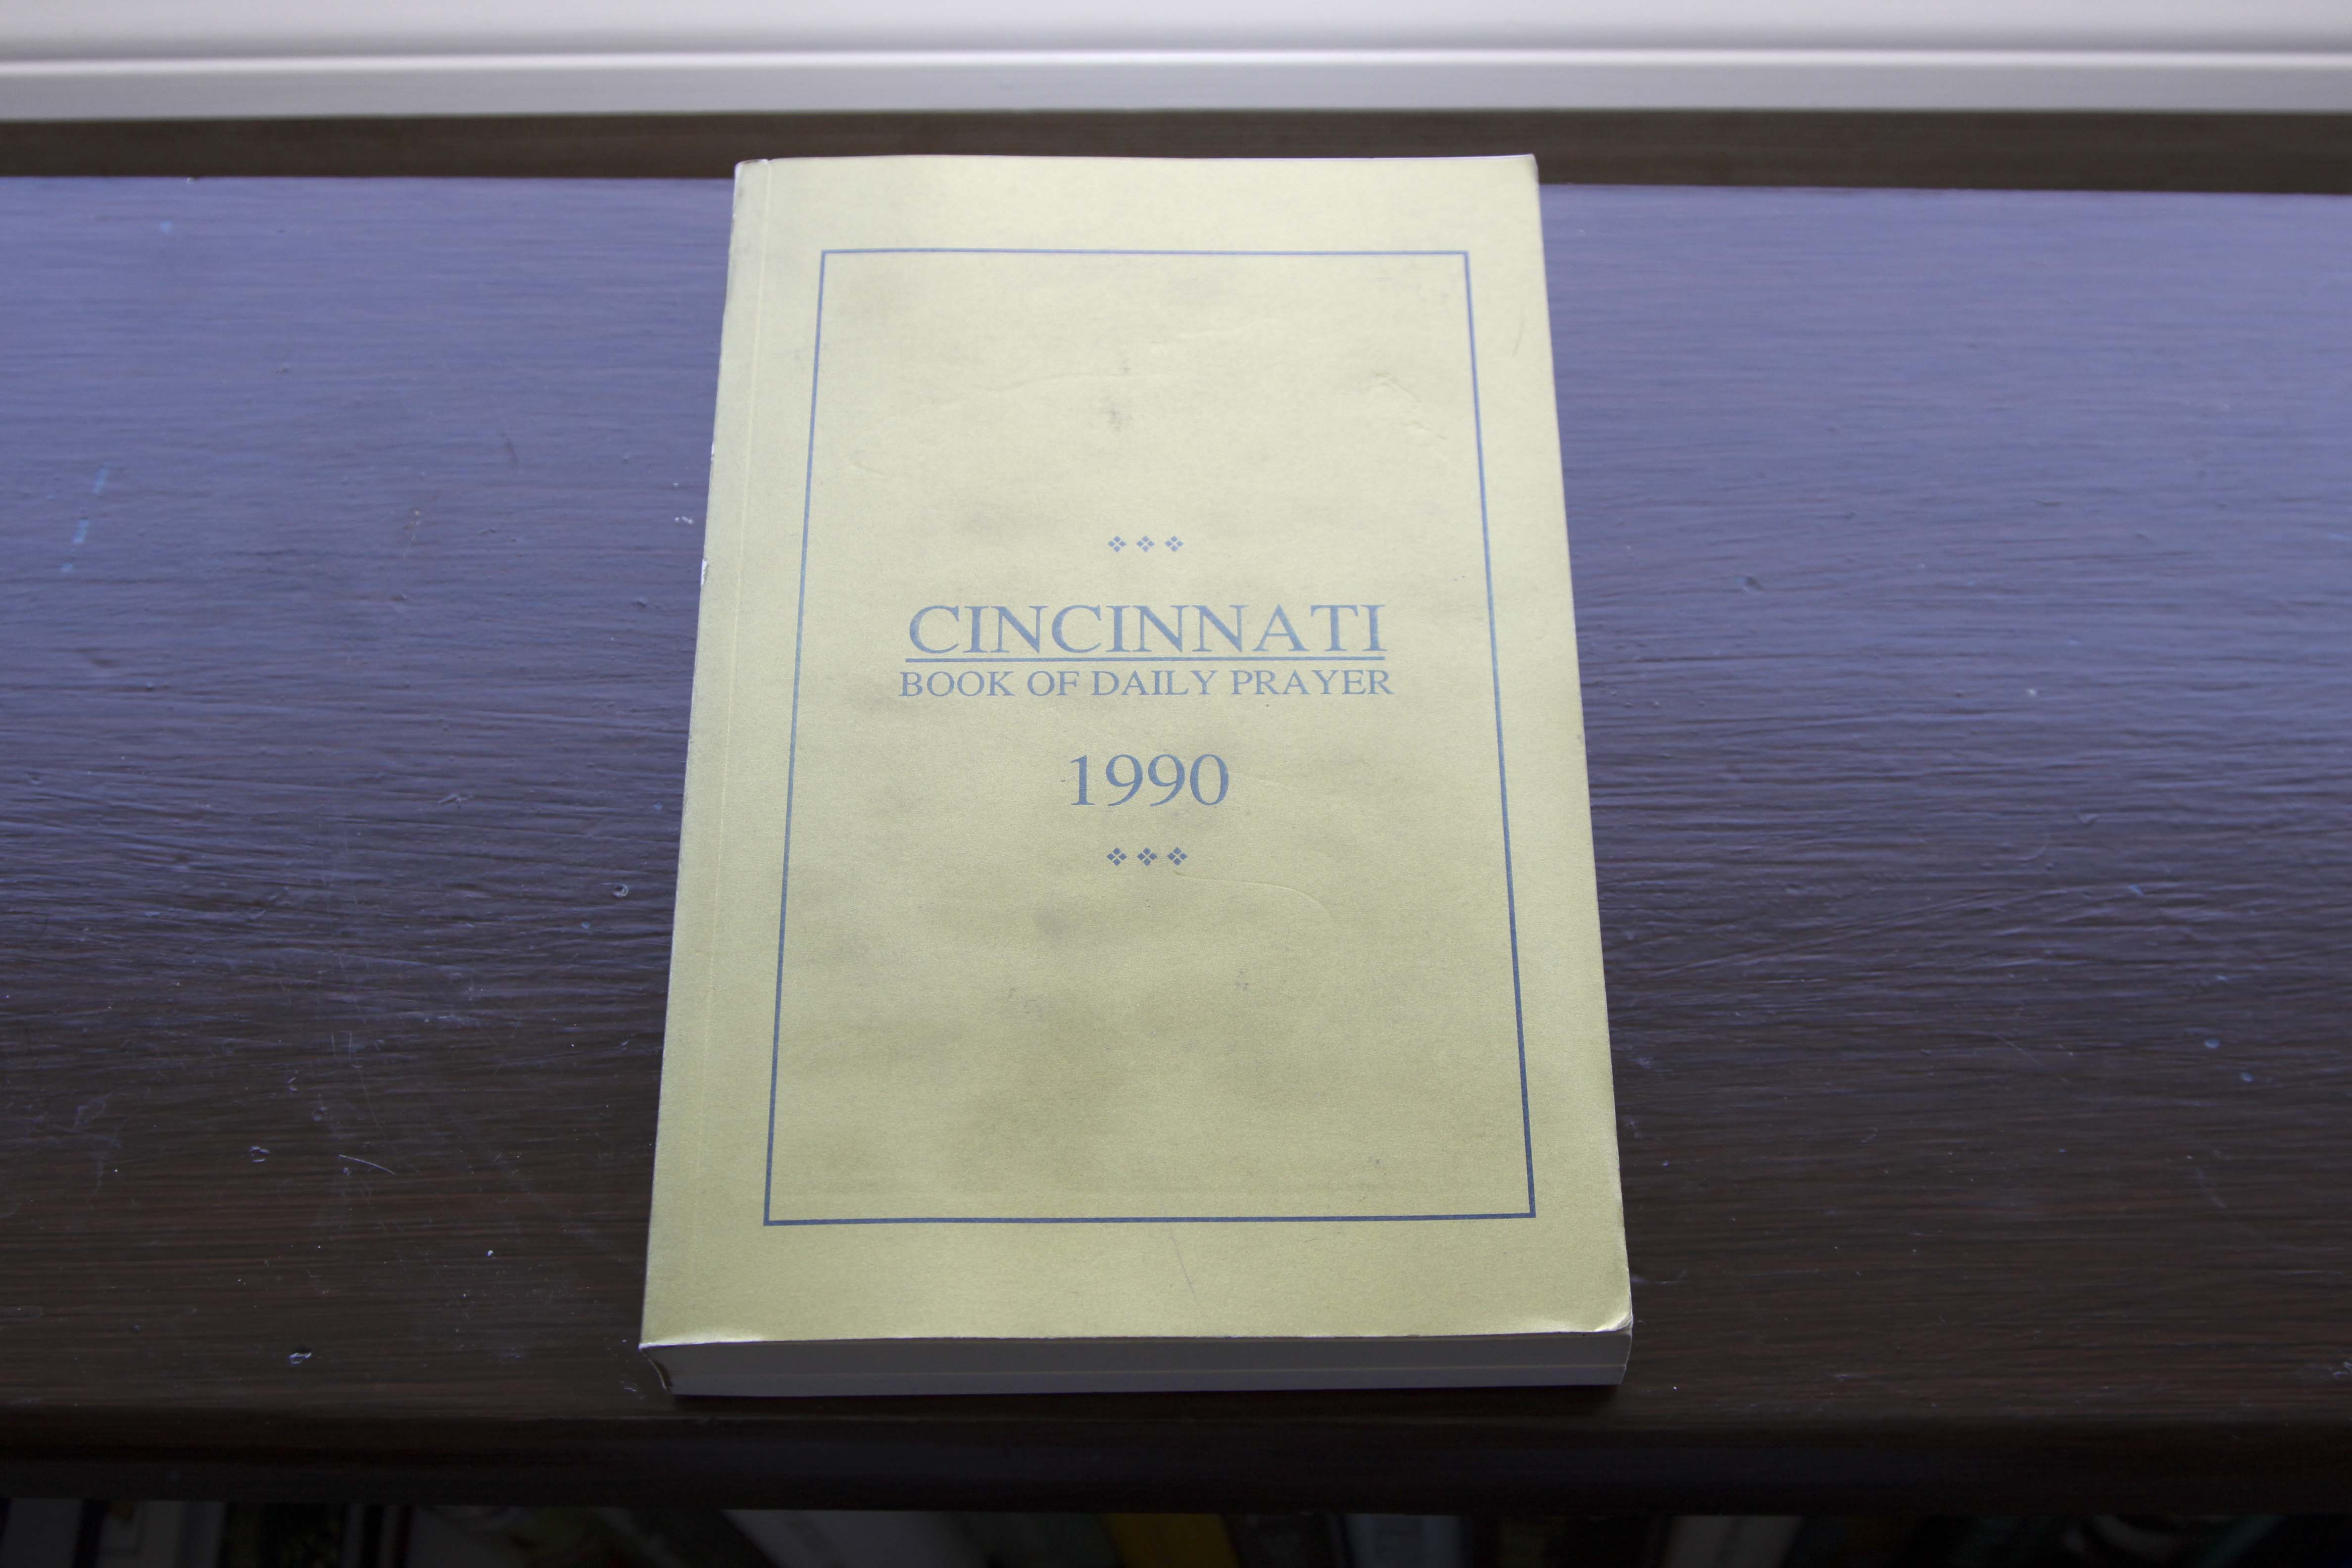 CINCINNATI
BOOK OF DAILY PRAYER
1990